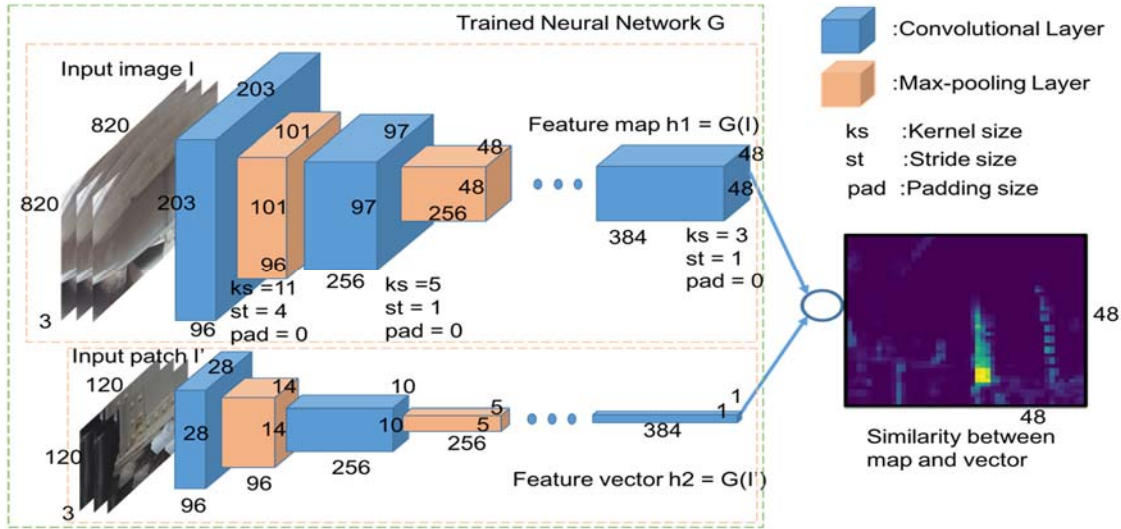 Trained Neural Network G
Input image I
820
820
3
203
203
96
101
101
96
ks =11
st = 4
pad = 0
97
97
256
ks =5
st = 1
pad = 0
48
48
256
Feature map h1 = G(I)
48
48
384
ks = 3
st = 1
pad = 0
Input patch I'
120
120
3
28
28
96
14
14
96
10
10
256
5
5
256
1
1
384
Feature vector h2 = G(I')
:Convolutional Layer
:Max-pooling Layer
ks :Kernel size
st :Stride size
pad :Padding size
48
48
Similarity between
map and vector